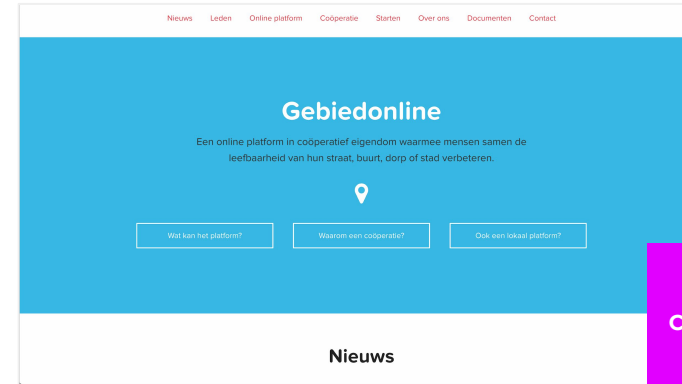 Nieuws Leden Online platform Coöperatie Starten Over ons Documenten Contact
Gebiedonline
Een online platform in coöperatief eigendom waarmee mensen samen de
leefbaarheid van hun straat, buurt, dorp of stad verbeteren.
Wat kan het platform? Waarom een coöperatie? Ook een lokaal platform?
Nieuws